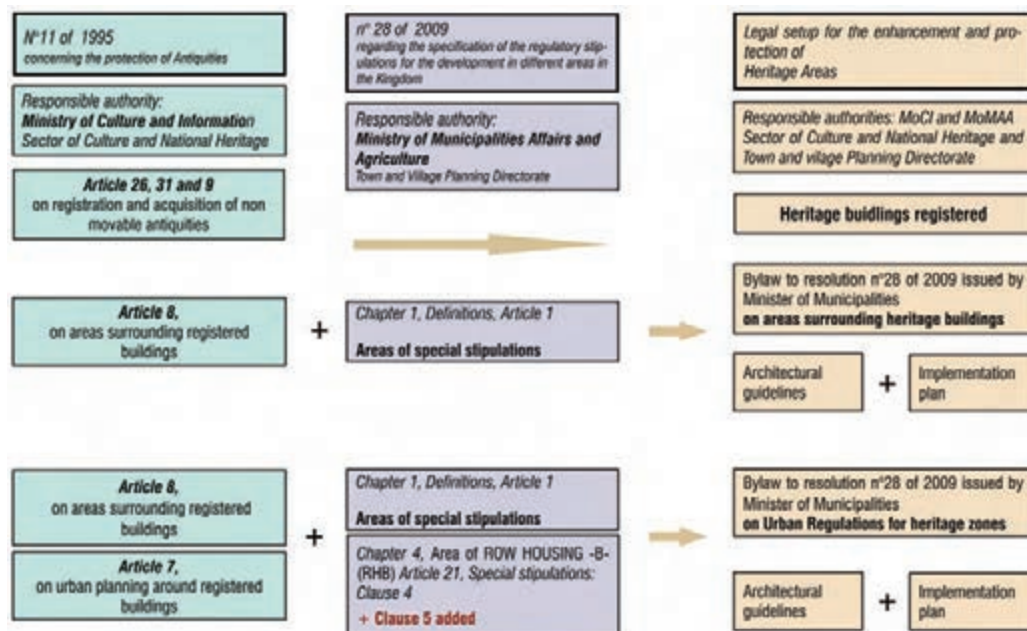 N°11 of 1995
concerning the protection of Antiquities
Responsible authority:
Ministry of Culture and Information
Sector of Culture and National Heritage
Article 26, 31 and 9
on registration and acquisition of non
movable antiquities
n° 28 of 2009
regarding the specification of the regulatory stip-
ulations for the development in different areas in
the Kingdom
Responsible authority:
Ministry of Municipalities Affairs and
Agriculture
Town and Village Planning Directorate
Legal setup for the enhancement and pro-
tection of
Heritage Areas
Responsible authorities: MoCI and MoMAA
Sector of Culture and National Heritage and
Town and vilage Planning Directorate
Heritage buidlings registered
Article 8,
on areas surrounding registered
buildings
+
Chapter 1, Definitions, Article 1
Areas of special stipulations
Bylaw to resolution n°28 of 2009 issued by
Minister of Municipalities
on areas surrounding heritage buildings
Architectural
guidelines
+
Implementation
plan
Article 8,
on areas surrounding registered
buildings
Article 7,
on urban planning around registered
buildings
+
Chapter 1, Definitions, Article 1
Areas of special stipulations
Chapter 4, Area of ROW HOUSING -B-
(RHB) Article 21, Special stipulations:
Clause 4
+ Clause 5 added
Bylaw to resolution n°28 of 2009 issued by
Minister of Municipalities
on Urban Regulations for heritage zones
Architectural
guidelines
+
Implementation
plan